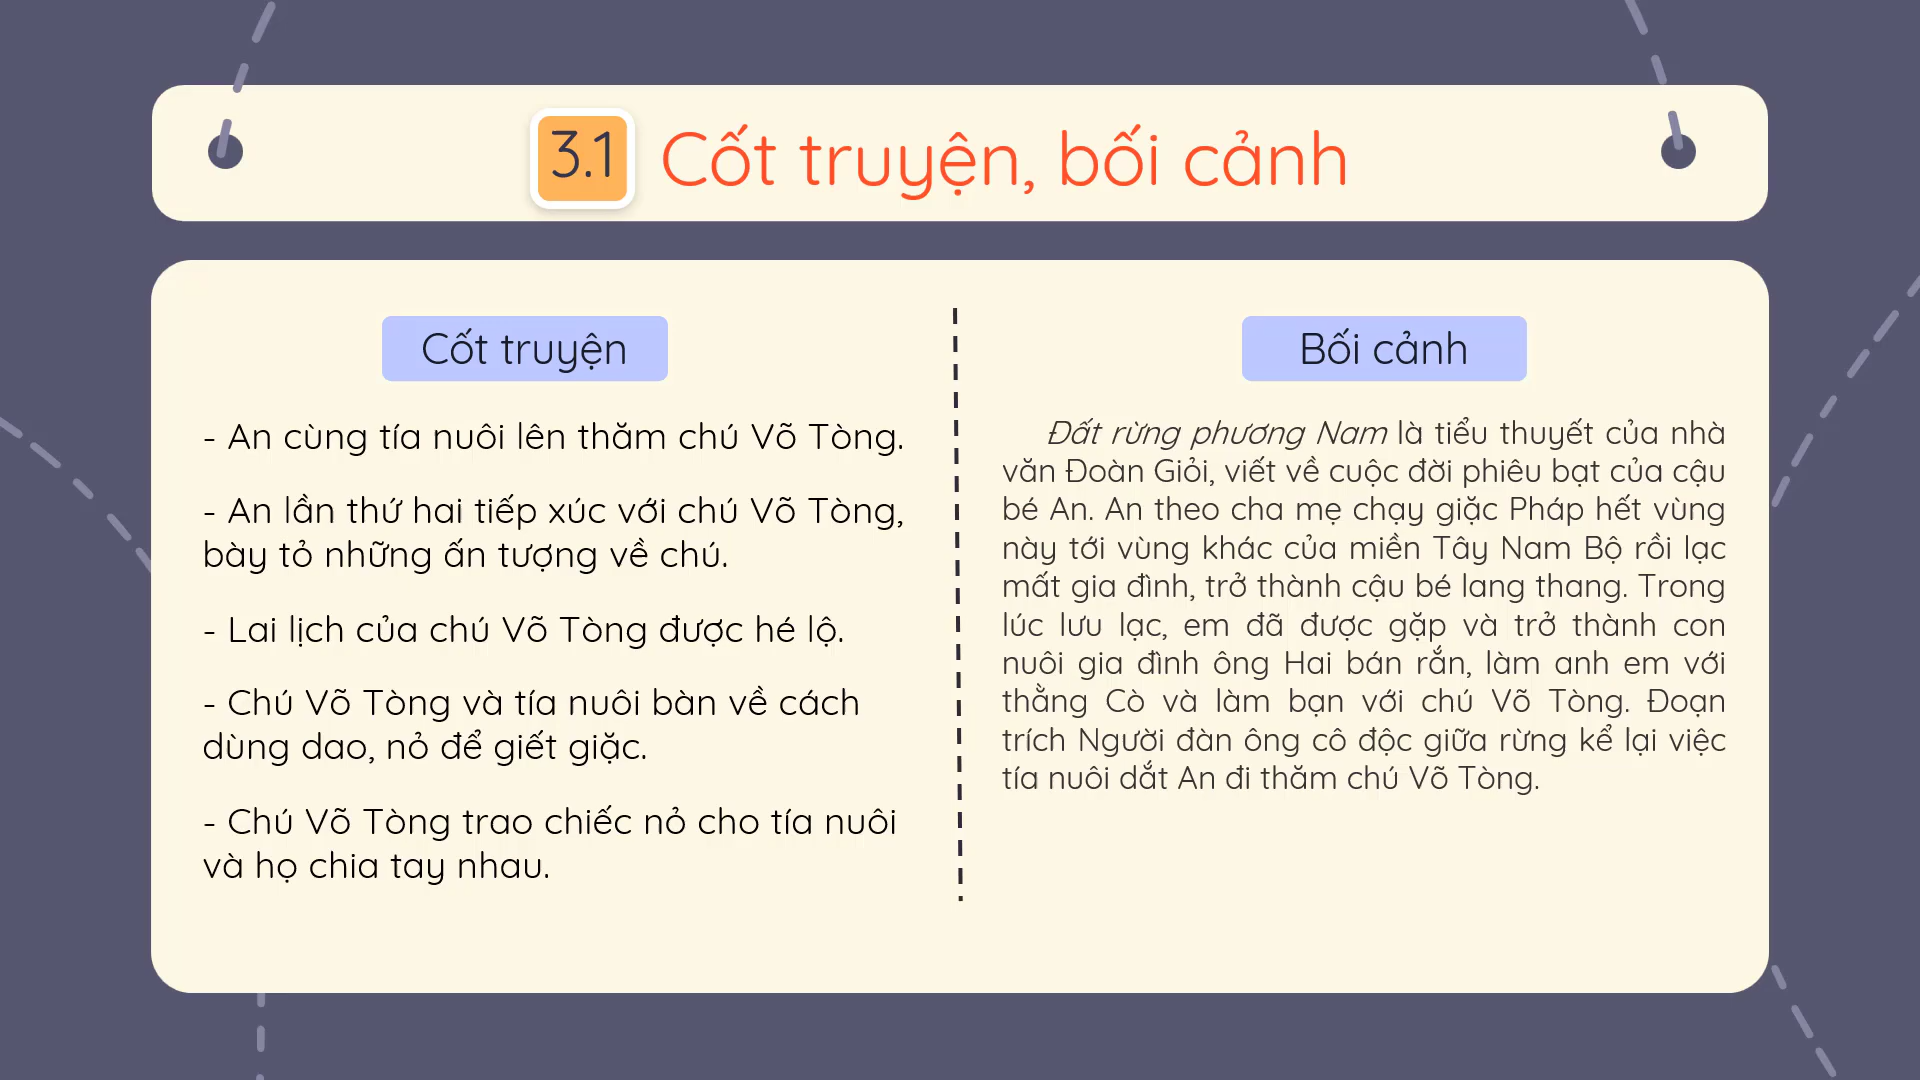 3.1 Cốt truyện, bối cảnh
Cốt truyện
- An cùng tía nuôi lên thăm chú Võ Tòng.
- An lần thứ hai tiếp xúc với chú Võ Tòng,
bày tỏ những ấn tượng về chú.
- Lai lịch của chú Võ Tòng được hé lộ.
- Chú Võ Tòng và tía nuôi bàn về cách
dùng dao, nỏ để giết giặc.
- Chú Võ Tòng trao chiếc nỏ cho tía nuôi
và họ chia tay nhau.
Bối cảnh
Đất rừng phương Nam là tiểu thuyết của nhà
văn Đoàn Giỏi, viết về cuộc đời phiêu bạt của cậu
bé An. An theo cha mẹ chạy giặc Pháp hết vùng
này tới vùng khác của miền Tây Nam Bộ rồi lạc
mất gia đình, trở thành cậu bé lang thang. Trong
lúc lưu lạc, em đã được gặp và trở thành con
nuôi gia đình ông Hai bán rắn, làm anh em với
thằng Cò và làm bạn với chú Võ Tòng. Đoạn
trích Người đàn ông cô độc giữa rừng kể lại việc
tía nuôi dắt An đi thăm chú Võ Tòng.